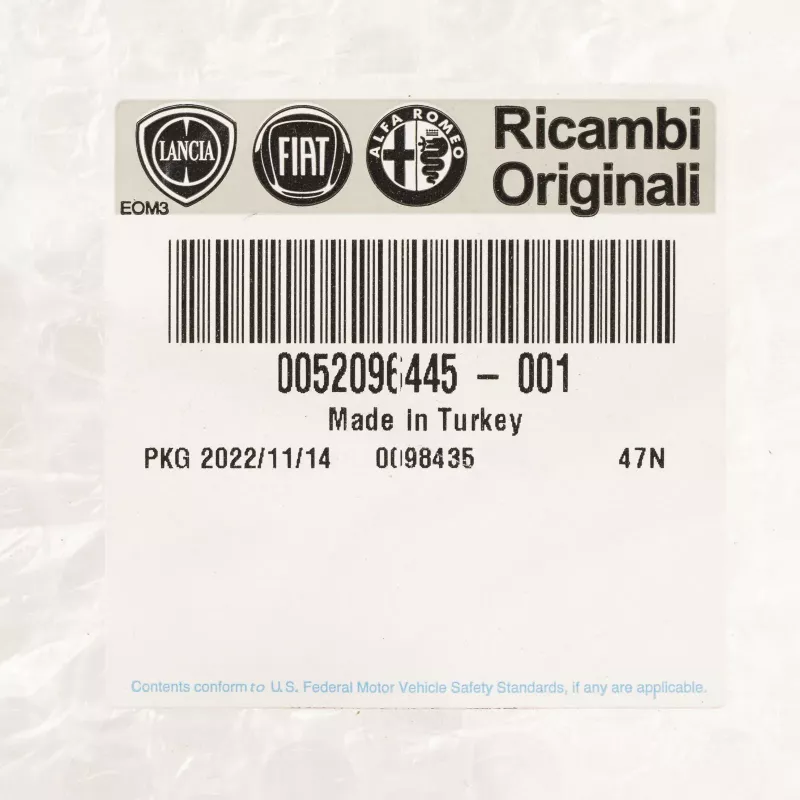 LANCIA FIAT ALFA ROMEO Ricambi
Originali
EOM3
0052096445 - 001
Made In Turkey
PKG 2022/11/14 0098435 47N
Contents conform to U.S. Federal Motor Vehicle Safety Standards, if any are applicable.